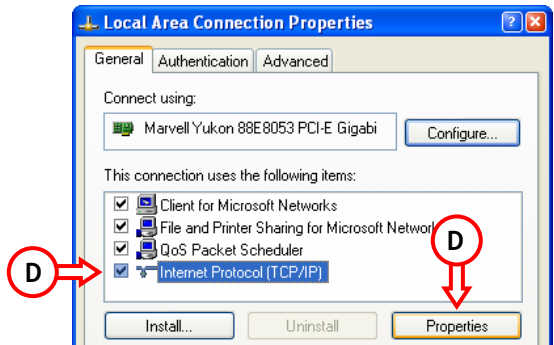 Local Area Connection Properties
General Authentication Advanced
Connect using:
Marvell Yukon 88E8053 PCI-E Gigabi Configure...
This connection uses the following items:
Client for Microsoft Networks
File and Printer Sharing for Microsoft Network
D
QoS Packet Scheduler
D
Internet Protocol (TCP/IP)
Install... Uninstall Properties